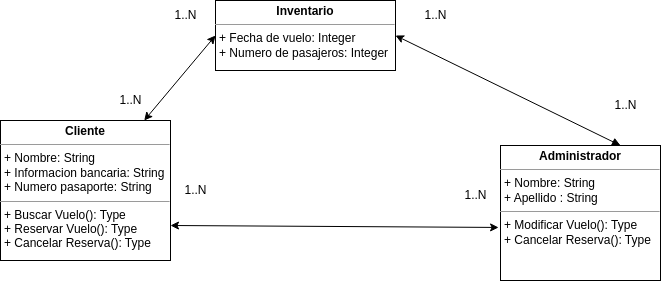 1..N
Inventario
1..N
+ Fecha de vuelo: Integer
+ Numero de pasajeros: Integer
1..N
1..N
Cliente
+ Nombre: String
+ Informacion bancaria: String
+ Numero pasaporte: String
+ Buscar Vuelo(): Type
+ Reservar Vuelo(): Type
+ Cancelar Reserva(): Type
1..N
1..N
Administrador
+ Nombre: String
+ Apellido : String
+ Modificar Vuelo(): Type
+ Cancelar Reserva(): Type